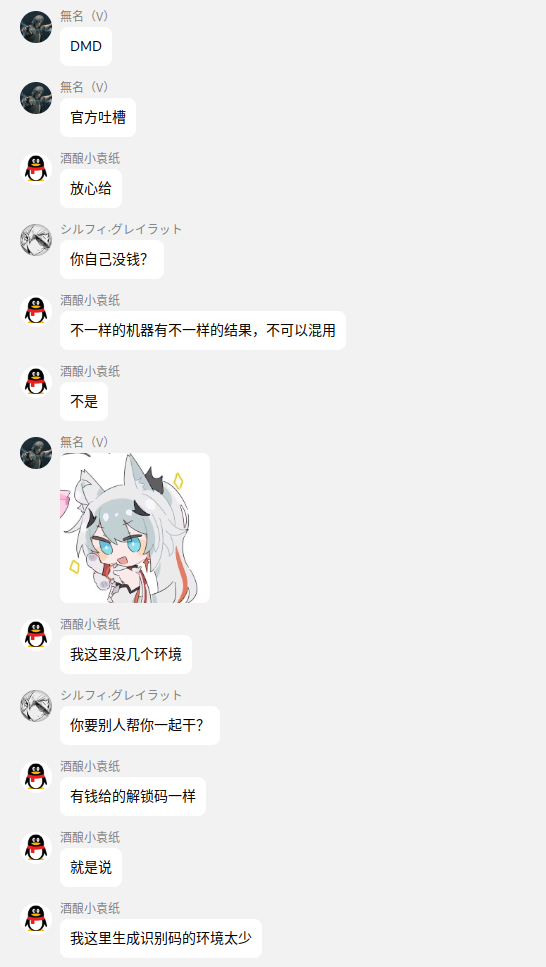 無名（V）
DMD
無名（V）
官方吐槽
酒酿小袁纸
放心给
シルフィ·グレイラット
你自己没钱？
酒酿小袁纸
不一样的机器有不一样的结果，不可以混用
酒酿小袁纸
不是
無名（V）
酒酿小袁纸
我这里没几个环境
シルフィ·グレイラット
你要别人帮你一起干？
酒酿小袁纸
有钱给的解锁码一样
酒酿小袁纸
就是说
酒酿小袁纸
我这里生成识别码的环境太少